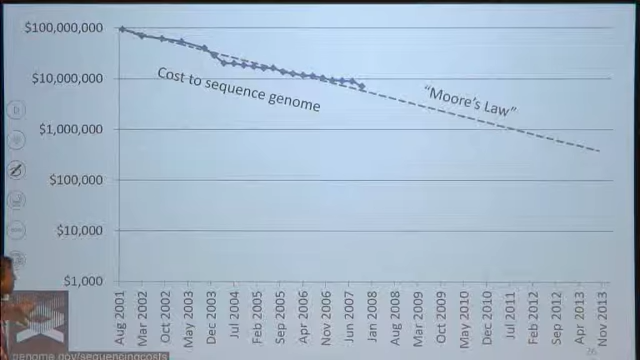 $100,000,000
$10,000,000
$1,000,000
$100,000
$10,000
$1,000
Cost to sequence genome
"Moore's Law"
Aug 2001
Mar 2002
Oct 2002
May 2003
Dec 2003
Jul 2004
Feb 2005
Sep 2005
Apr 2006
Nov 2006
Jun 2007
Jan 2008
Aug 2008
Mar 2009
Oct 2009
May 2010
Dec 2010
Jul 2011
Feb 2012
Sep 2012
Apr 2013
Nov 2013
genome.gov/sequencingcosts
26